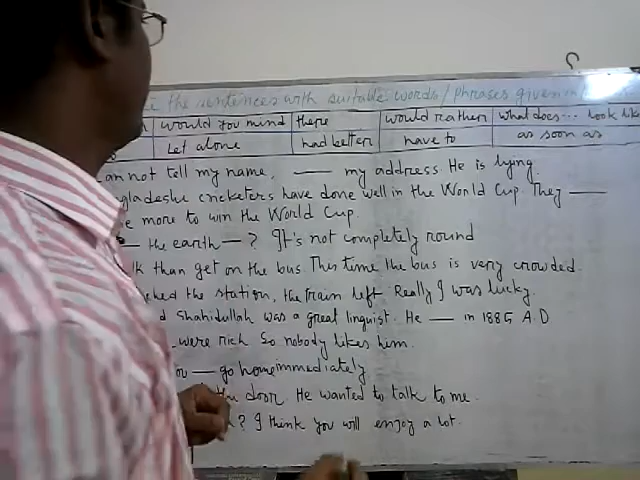 the sentences with suitable words/phrases given in
would you mind there would rather what does... look like
Let alone had better have to as soon as
an not tell my name, — my address. He is lying.
gladeshe cricketers have done well in the World Cup. They —
e more to win the World Cup.
— the earth — ? It's not completely round
lk than get on the bus. This time the bus is very crowded.
ched the station, the train left. Really I was lucky.
d Shahidullah was a great linguist. He — in 1885 A.D
were rich. So nobody likes him.
ou — go home immediately
the door. He wanted to talk to me.
? I think you will enjoy a lot.